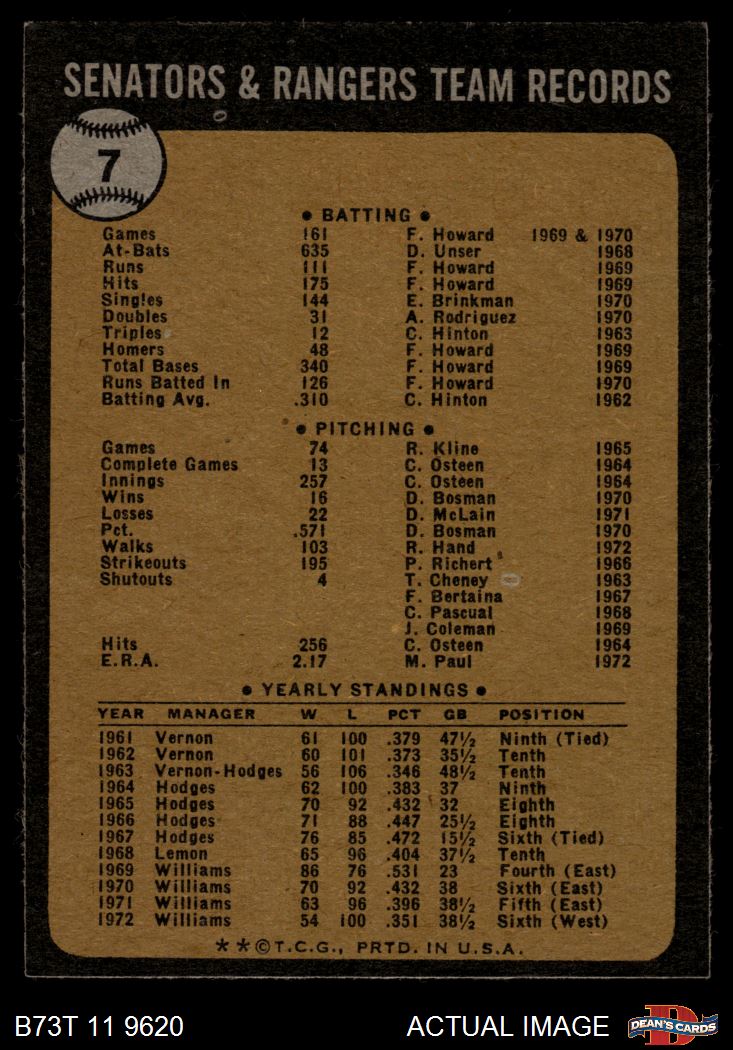 SENATORS & RANGERS TEAM RECORDS
7
• BATTING •
Games 161 F. Howard 1969 & 1970
At-Bats 635 D. Unser 1968
Runs 111 F. Howard 1969
Hits 175 F. Howard 1969
Singles 144 E. Brinkman 1970
Doubles 31 A. Rodriguez 1970
Triples 12 C. Hinton 1963
Homers 48 F. Howard 1969
Total Bases 340 F. Howard 1969
Runs Batted In 126 F. Howard 1970
Batting Avg. .310 C. Hinton 1962
• PITCHING •
Games 74 R. Kline 1965
Complete Games 13 C. Osteen 1964
Innings 257 C. Osteen 1964
Wins 16 D. Bosman 1970
Losses 22 D. McLain 1971
Pct. .571 D. Bosman 1970
Walks 103 R. Hand 1972
Strikeouts 195 P. Richert 1966
Shutouts 4 T. Cheney 1963
F. Bertaina 1967
C. Pascual 1968
J. Coleman 1969
Hits 256 C. Osteen 1964
E.R.A. 2.17 M. Paul 1972
• YEARLY STANDINGS •
YEAR MANAGER W L PCT GB POSITION
1961 Vernon 61 100 .379 47½ Ninth (Tied)
1962 Vernon 60 101 .373 35½ Tenth
1963 Vernon-Hodges 56 106 .346 48½ Tenth
1964 Hodges 62 100 .383 37 Ninth
1965 Hodges 70 92 .432 32 Eighth
1966 Hodges 71 88 .447 25½ Eighth
1967 Hodges 76 85 .472 15½ Sixth (Tied)
1968 Lemon 65 96 .404 37½ Tenth
1969 Williams 86 76 .531 23 Fourth (East)
1970 Williams 70 92 .432 38 Sixth (East)
1971 Williams 63 96 .396 38½ Fifth (East)
1972 Williams 54 100 .351 38½ Sixth (West)
**©T.C.G., PRTD. IN U.S.A.
B73T 11 9620 ACTUAL IMAGE D DEAN'S CARDS